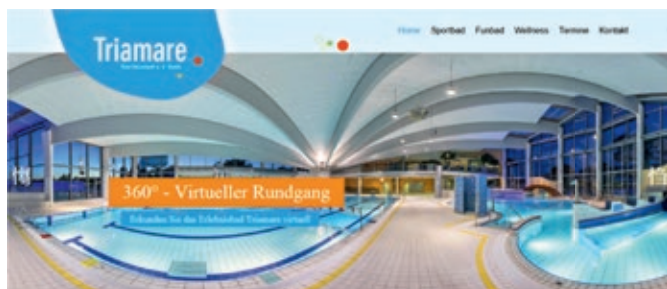 Triamare
Home Sportbad Funbad Wellness Termine Kontakt
360° - Virtueller Rundgang
Erkunden Sie das Erlebnisbad Triamare virtuell